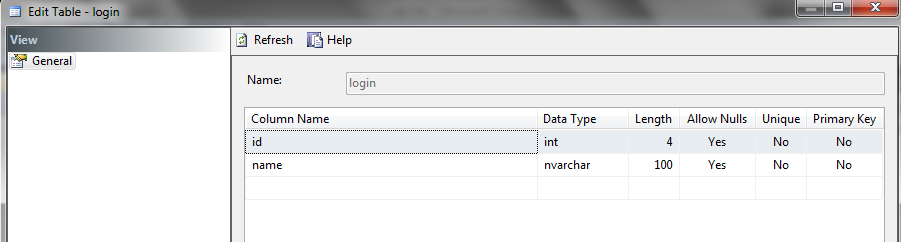 Edit Table - login
View
General
Refresh Help
Name: login
Column Name Data Type Length Allow Nulls Unique Primary Key
id int 4 Yes No No
name nvarchar 100 Yes No No